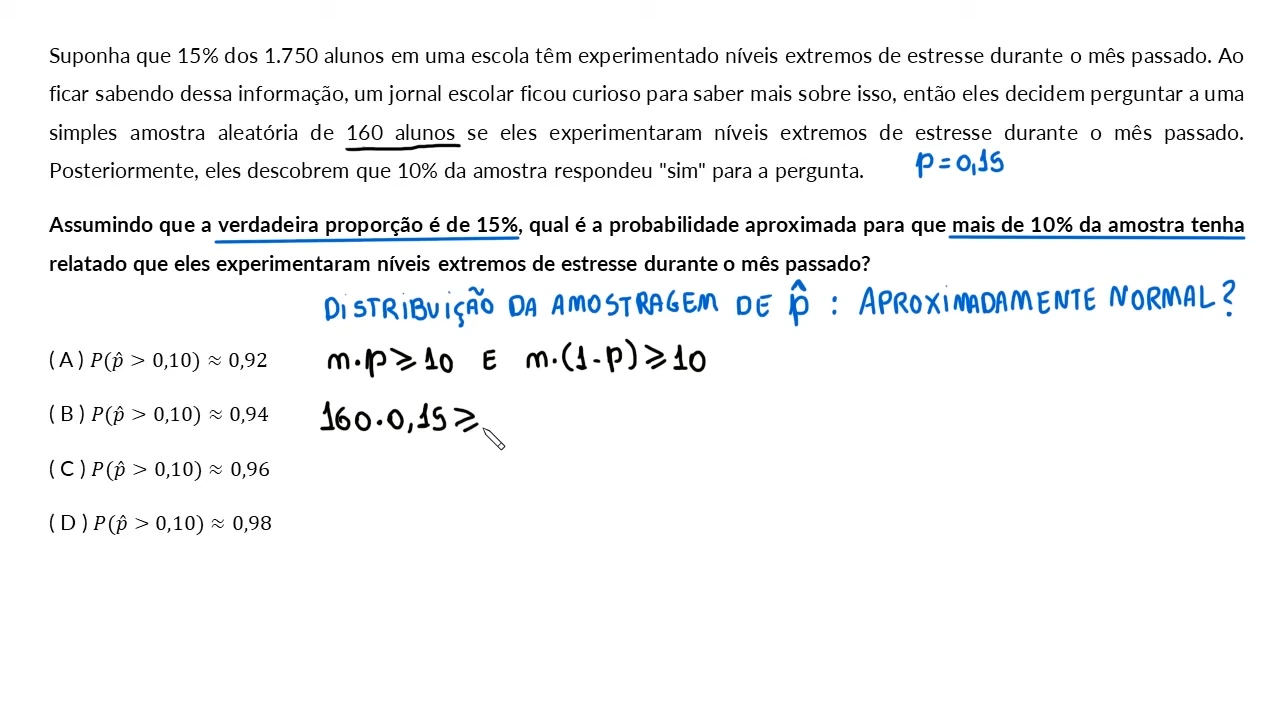 Suponha que 15% dos 1.750 alunos em uma escola têm experimentado níveis extremos de estresse durante o mês passado. Ao
ficar sabendo dessa informação, um jornal escolar ficou curioso para saber mais sobre isso, então eles decidem perguntar a uma
simples amostra aleatória de 160 alunos se eles experimentaram níveis extremos de estresse durante o mês passado.
Posteriormente, eles descobrem que 10% da amostra respondeu "sim" para a pergunta.
p = 0,15
Assumindo que a verdadeira proporção é de 15%, qual é a probabilidade aproximada para que mais de 10% da amostra tenha
relatado que eles experimentaram níveis extremos de estresse durante o mês passado?
DISTRIBUIÇÃO DA AMOSTRAGEM DE p̂ : APROXIMADAMENTE NORMAL?
( A ) P(p̂ > 0,10) ≈ 0,92
n·p ≥ 10 E n·(1-p) ≥ 10
( B ) P(p̂ > 0,10) ≈ 0,94
160·0,15 ≥
( C ) P(p̂ > 0,10) ≈ 0,96
( D ) P(p̂ > 0,10) ≈ 0,98